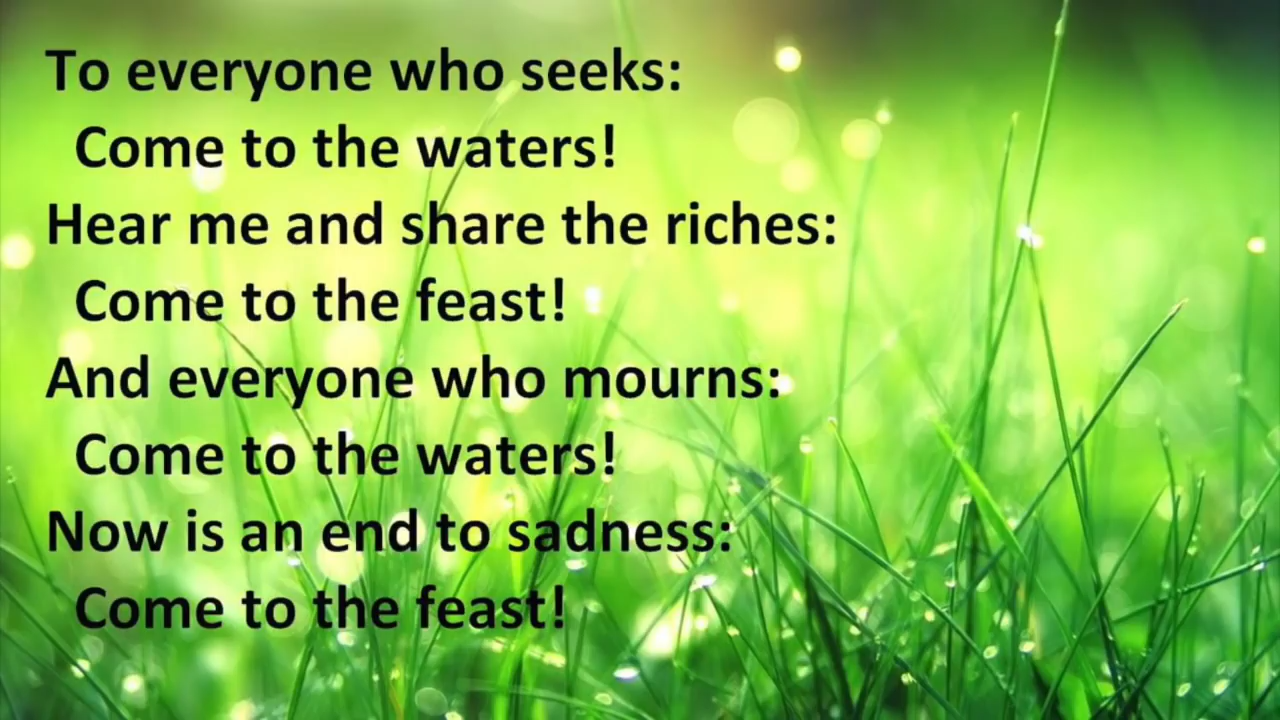 To everyone who seeks:
Come to the waters!
Hear me and share the riches:
Come to the feast!
And everyone who mourns:
Come to the waters!
Now is an end to sadness:
Come to the feast!